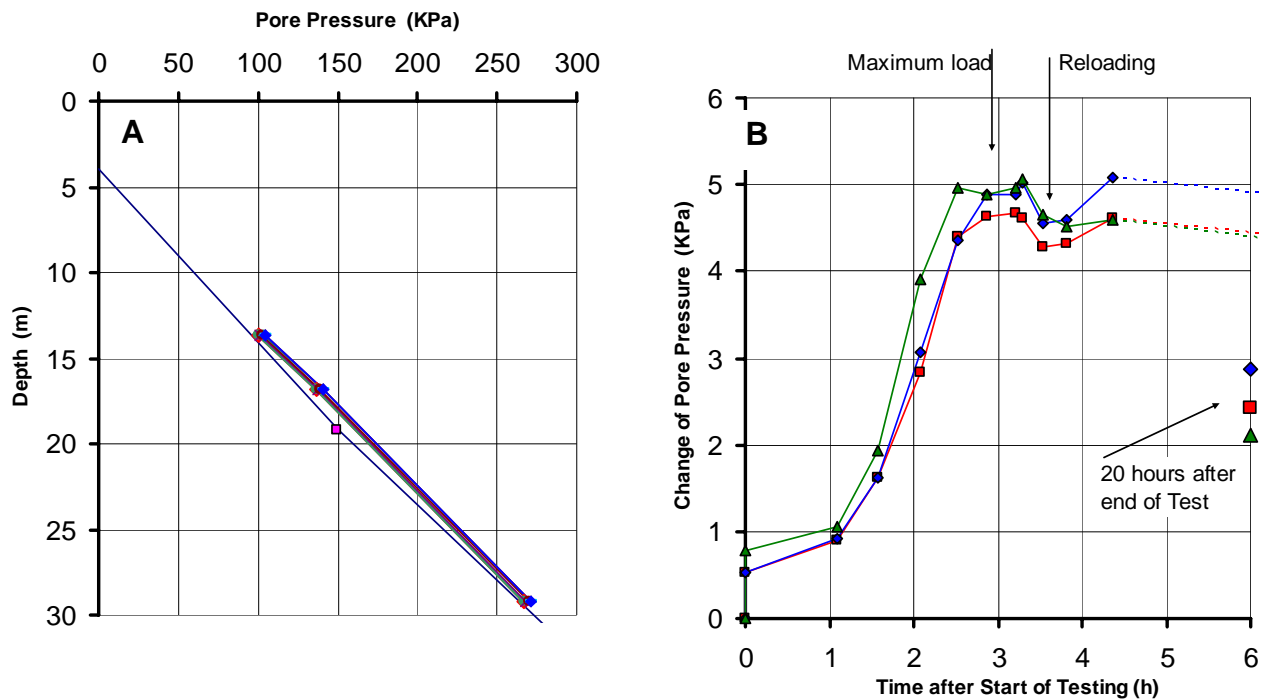 Pore Pressure (KPa)
0 50 100 150 200 250 300
A
0
5
10
15
20
25
30
Depth (m)
Maximum load
Reloading
B
6
5
4
3
2
1
0
Change of Pore Pressure (KPa)
20 hours after
end of Test
0 1 2 3 4 5 6
Time after Start of Testing (h)